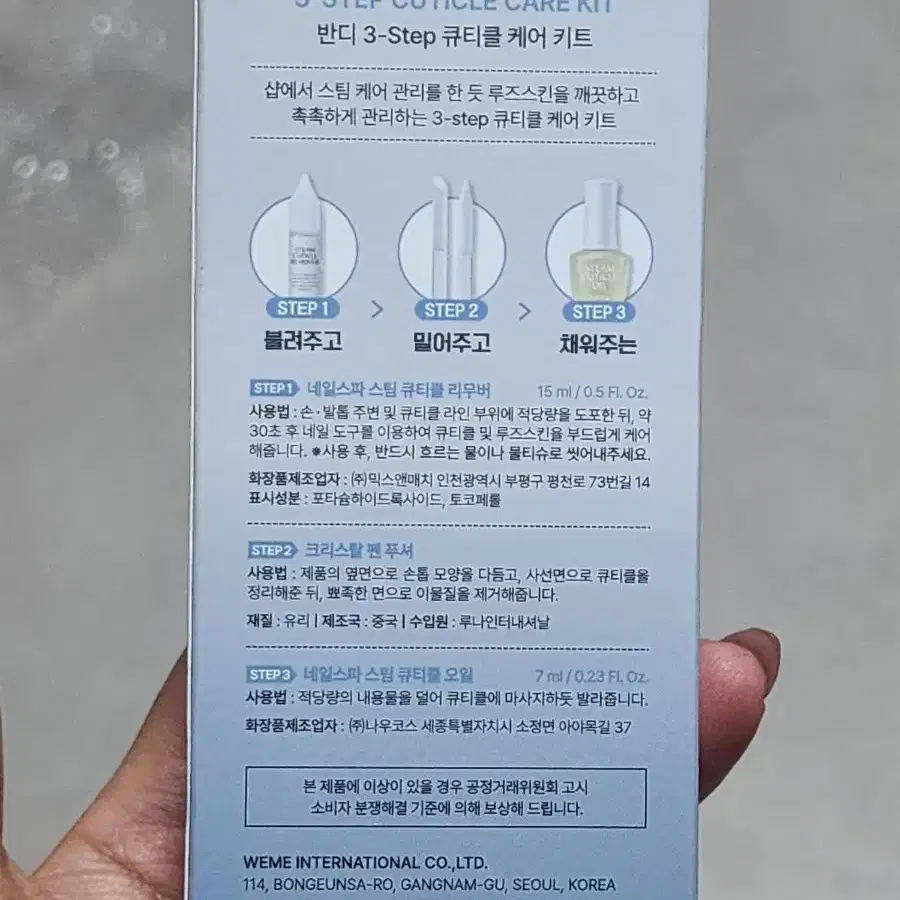 3-STEP CUTICLE CARE KIT
반디 3-Step 큐티클 케어 키트
샵에서 스팀 케어 관리를 한 듯 루즈스킨을 깨끗하고
촉촉하게 관리하는 3-step 큐티클 케어 키트
STEAM CUTICLE REMOVER
STEAM CUTICLE OIL
STEP 1 > STEP 2 > STEP 3
불려주고 밀어주고 채워주는
STEP 1 네일스파 스팀 큐티클 리무버 15 ml / 0.5 Fl. Oz.
사용법 : 손·발톱 주변 및 큐티클 라인 부위에 적당량을 도포한 뒤, 약
30초 후 네일 도구를 이용하여 큐티클 및 루즈스킨을 부드럽게 케어
해줍니다. *사용 후, 반드시 흐르는 물이나 물티슈로 씻어내주세요.
화장품제조업자 : ㈜믹스앤매치 인천광역시 부평구 평천로 73번길 14
표시성분 : 포타슘하이드록사이드, 토코페롤
STEP 2 크리스탈 펜 푸셔
사용법 : 제품의 옆면으로 손톱 모양을 다듬고, 사선면으로 큐티클을
정리해준 뒤, 뾰족한 면으로 이물질을 제거해줍니다.
재질 : 유리 | 제조국 : 중국 | 수입원 : 루나인터내셔날
STEP 3 네일스파 스팀 큐티클 오일 7 ml / 0.23 Fl. Oz.
사용법 : 적당량의 내용물을 덜어 큐티클에 마사지하듯 발라줍니다.
화장품제조업자 : ㈜나우코스 세종특별자치시 소정면 아야목길 37
본 제품에 이상이 있을 경우 공정거래위원회 고시
소비자 분쟁해결 기준에 의해 보상해 드립니다.
WEME INTERNATIONAL CO.,LTD.
114, BONGEUNSA-RO, GANGNAM-GU, SEOUL, KOREA